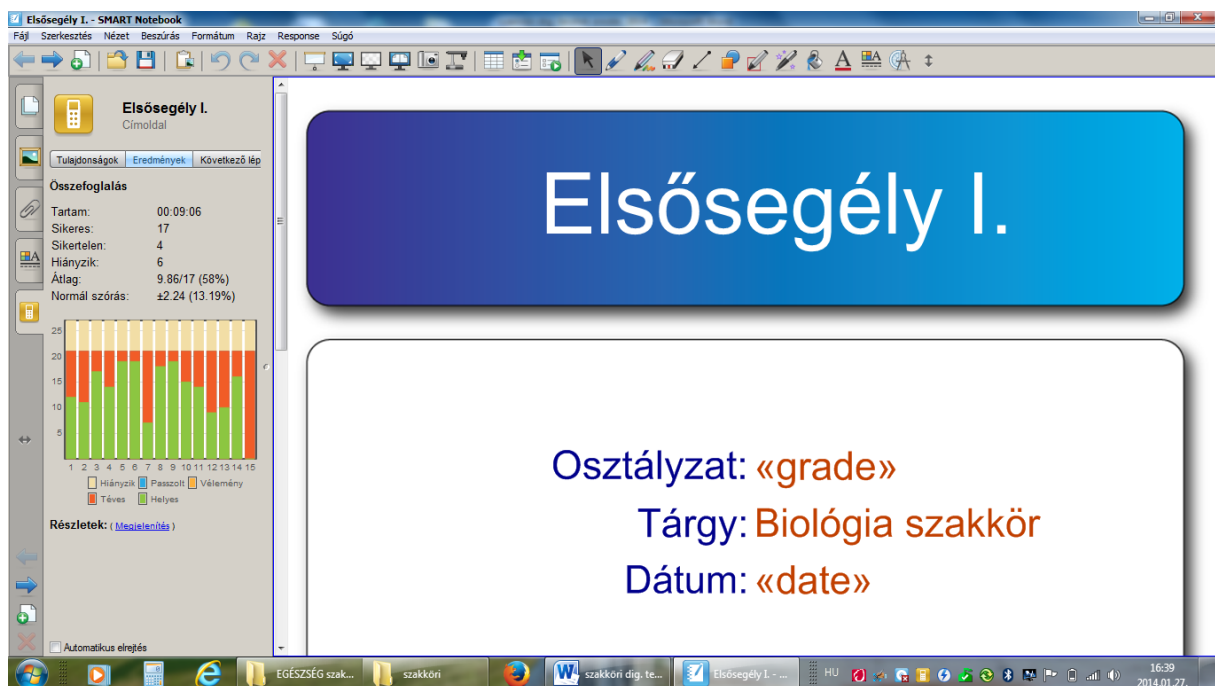 Elsősegély I. - SMART Notebook
Fájl Szerkesztés Nézet Beszúrás Formátum Rajz Response Súgó
Elsősegély I.
Címoldal
Tulajdonságok Eredmények Következő lép
Összefoglalás
Tartam: 00:09:06
Sikeres: 17
Sikertelen: 4
Hiányzik: 6
Átlag: 9.86/17 (58%)
Normál szórás: ±2.24 (13.19%)
25
20
15
10
5
1 2 3 4 5 6 7 8 9 10 11 12 13 14 15
Hiányzik Passzolt Vélemény
Téves Helyes
Részletek: ( Megjelenítés )
Automatikus elrejtés
Elsősegély I.
Osztályzat: «grade»
Tárgy: Biológia szakkör
Dátum: «date»
EGÉSZSÉG szak... szakköri szakköri dig. te... Elsősegély I. - ... HU 16:39
2014.01.27.